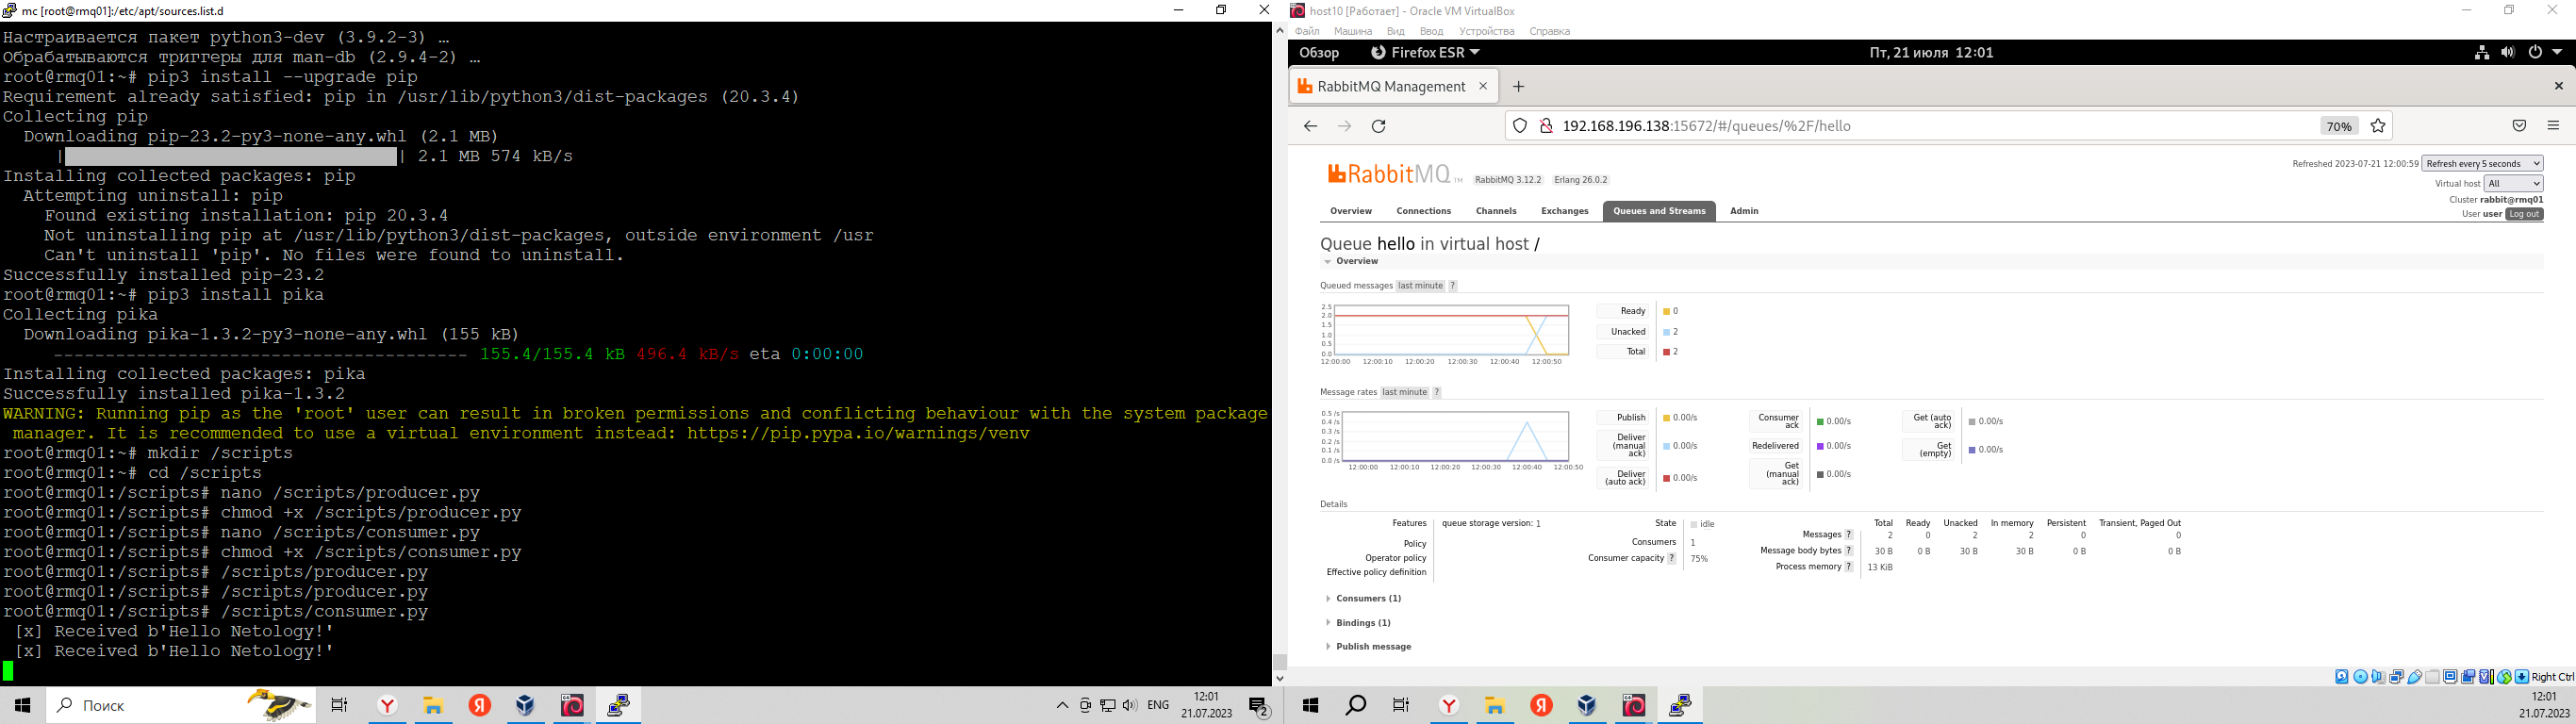 mc [root@rmq01]:/etc/apt/sources.list.d
Настраивается пакет python3-dev (3.9.2-3) …
Обрабатываются триггеры для man-db (2.9.4-2) …
root@rmq01:~# pip3 install --upgrade pip
Requirement already satisfied: pip in /usr/lib/python3/dist-packages (20.3.4)
Collecting pip
Downloading pip-23.2-py3-none-any.whl (2.1 MB)
| | 2.1 MB 574 kB/s
Installing collected packages: pip
Attempting uninstall: pip
Found existing installation: pip 20.3.4
Not uninstalling pip at /usr/lib/python3/dist-packages, outside environment /usr
Can't uninstall 'pip'. No files were found to uninstall.
Successfully installed pip-23.2
root@rmq01:~# pip3 install pika
Collecting pika
Downloading pika-1.3.2-py3-none-any.whl (155 kB)
---------------------------------------- 155.4/155.4 kB 496.4 kB/s eta 0:00:00
Installing collected packages: pika
Successfully installed pika-1.3.2
WARNING: Running pip as the 'root' user can result in broken permissions and conflicting behaviour with the system package
manager. It is recommended to use a virtual environment instead: https://pip.pypa.io/warnings/venv
root@rmq01:~# mkdir /scripts
root@rmq01:~# cd /scripts
root@rmq01:/scripts# nano /scripts/producer.py
root@rmq01:/scripts# chmod +x /scripts/producer.py
root@rmq01:/scripts# nano /scripts/consumer.py
root@rmq01:/scripts# chmod +x /scripts/consumer.py
root@rmq01:/scripts# /scripts/producer.py
root@rmq01:/scripts# /scripts/producer.py
root@rmq01:/scripts# /scripts/consumer.py
[x] Received b'Hello Netology!'
[x] Received b'Hello Netology!'
Поиск
ENG
12:01
21.07.2023
2
host10 [Работает] - Oracle VM VirtualBox
Файл Машина Вид Ввод Устройства Справка
Обзор Firefox ESR Пт, 21 июля 12:01
RabbitMQ Management
192.168.196.138:15672/#/queues/%2F/hello 70%
RabbitMQ TM RabbitMQ 3.12.2 Erlang 26.0.2
Refreshed 2023-07-21 12:00:59 Refresh every 5 seconds
Virtual host All
Cluster rabbit@rmq01
User user Log out
Overview Connections Channels Exchanges Queues and Streams Admin
Queue hello in virtual host /
Overview
Queued messages last minute ?
2.5
2.0
1.5
1.0
0.5
0.0
12:00:00 12:00:10 12:00:20 12:00:30 12:00:40 12:00:50
Ready 0
Unacked 2
Total 2
Message rates last minute ?
0.5 /s
0.4 /s
0.3 /s
0.2 /s
0.1 /s
0.0 /s
12:00:00 12:00:10 12:00:20 12:00:30 12:00:40 12:00:50
Publish 0.00/s
Deliver (manual ack) 0.00/s
Deliver (auto ack) 0.00/s
Consumer ack 0.00/s
Redelivered 0.00/s
Get (manual ack) 0.00/s
Get (auto ack) 0.00/s
Get (empty) 0.00/s
Details
Features queue storage version: 1
Policy
Operator policy
Effective policy definition
State idle
Consumers 1
Consumer capacity ? 75%
Total Ready Unacked In memory Persistent Transient, Paged Out
Messages ? 2 0 2 2 0 0
Message body bytes ? 30 B 0 B 30 B 30 B 0 B 0 B
Process memory ? 13 KiB
Consumers (1)
Bindings (1)
Publish message
Right Ctrl
12:01
21.07.2023